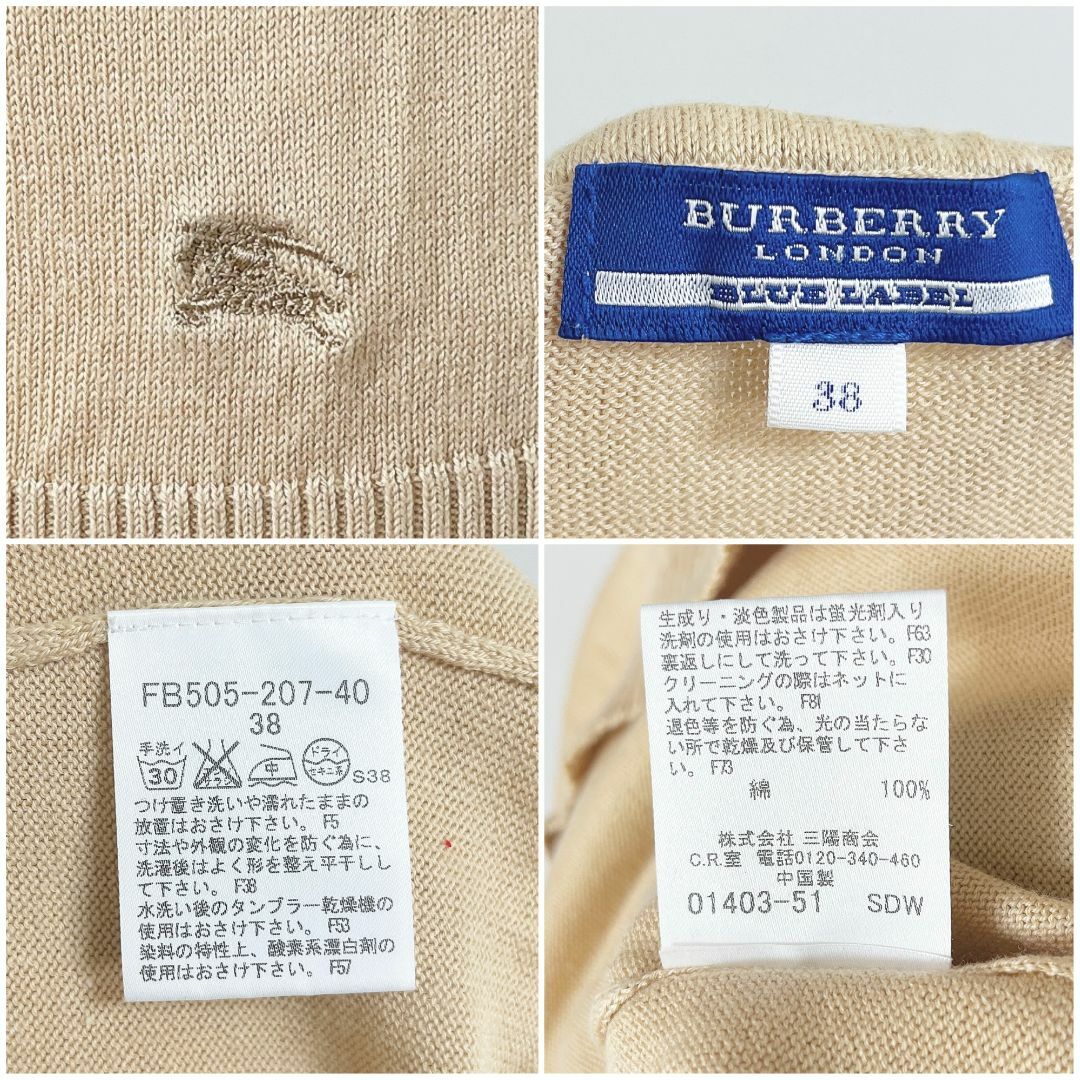 BURBERRY
LONDON
BLUE LABEL
38
FB505-207-40
38
手洗イ
30
エンソサラシ
中
ドライ
セキユ系
S38
つけ置き洗いや濡れたままの
放置はおさけ下さい。 F5
寸法や外観の変化を防ぐ為に、
洗濯後はよく形を整え平干しし
て下さい。 F38
水洗い後のタンブラー乾燥機の
使用はおさけ下さい。 F53
染料の特性上、酸素系漂白剤の
使用はおさけ下さい。 F57
生成り・淡色製品は蛍光剤入り
洗剤の使用はおさけ下さい。F63
裏返しにして洗って下さい。F30
クリーニングの際はネットに
入れて下さい。 F81
退色等を防ぐ為、光の当たらな
い所で乾燥及び保管して下さ
い。 F73
綿 100%
株式会社 三陽商会
C.R.室 電話0120-340-460
中国製
01403-51 SDW